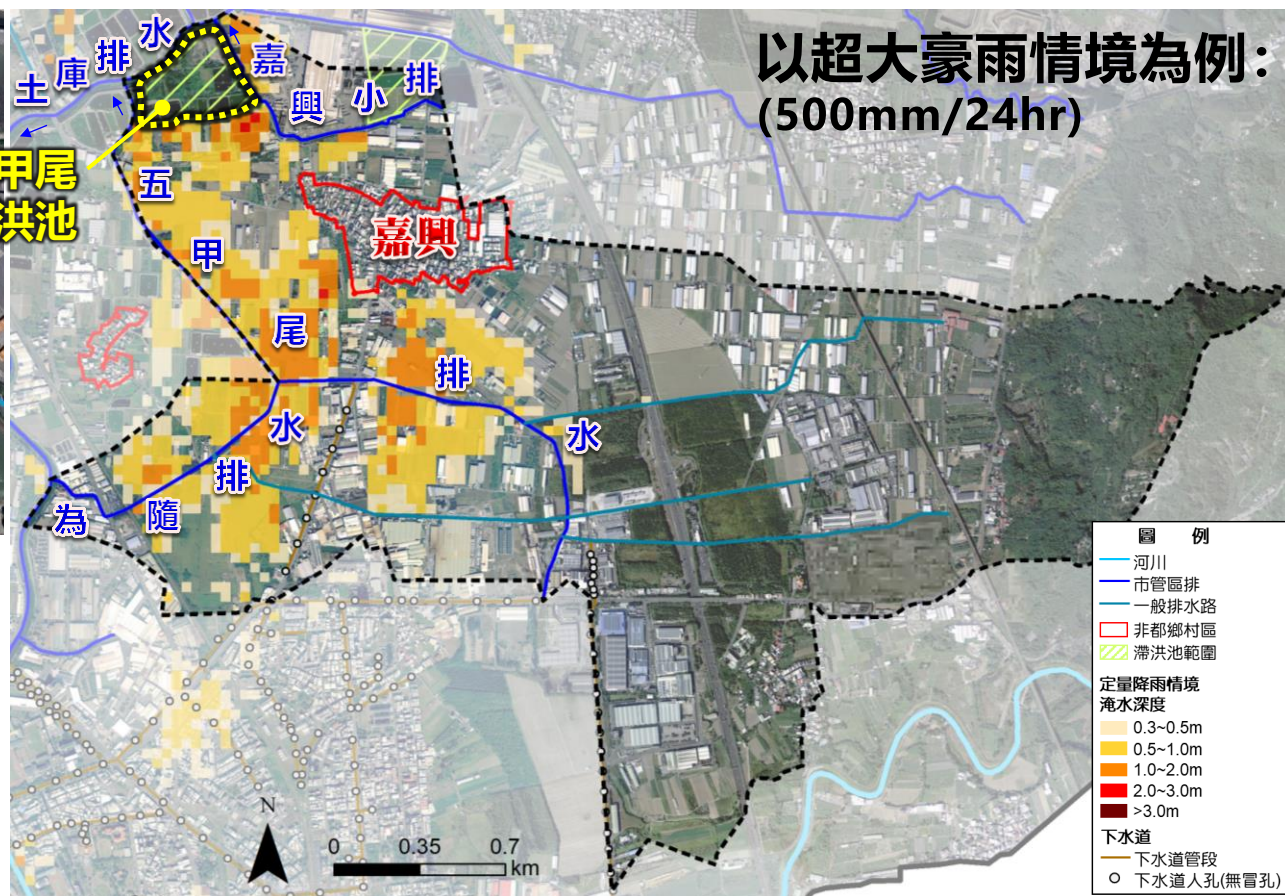 以超大豪雨情境為例：
(500mm/24hr)
土庫排水
嘉興小排
甲尾
洪池
五甲尾排水
嘉興
為隨排水
N
0 0.35 0.7
km
圖 例
河川
市管區排
一般排水路
非都鄉村區
滯洪池範圍
定量降雨情境
淹水深度
0.3~0.5m
0.5~1.0m
1.0~2.0m
2.0~3.0m
>3.0m
下水道
下水道管段
下水道人孔(無冒孔)